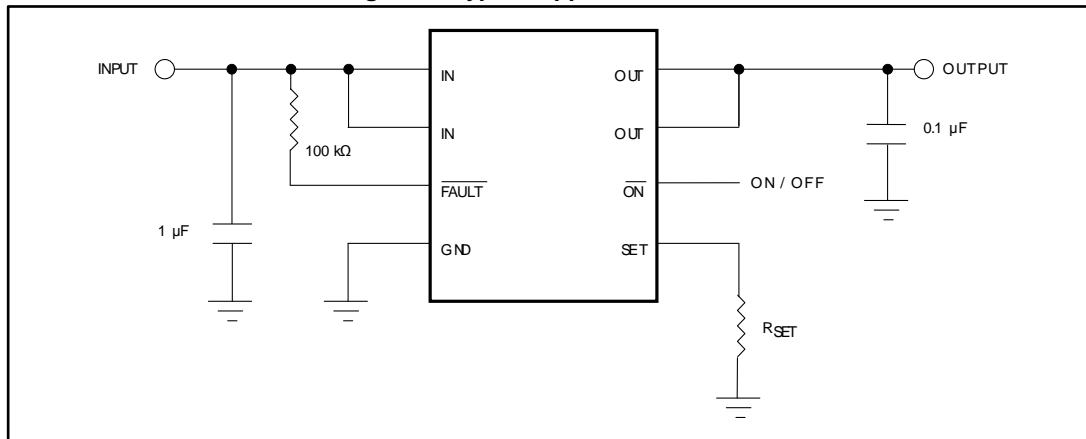 INPUT
IN
OUT
OUTPUT
IN
OUT
0.1 µF
100 kΩ
FAULT
ON
ON / OFF
1 µF
GND
SET
RSET